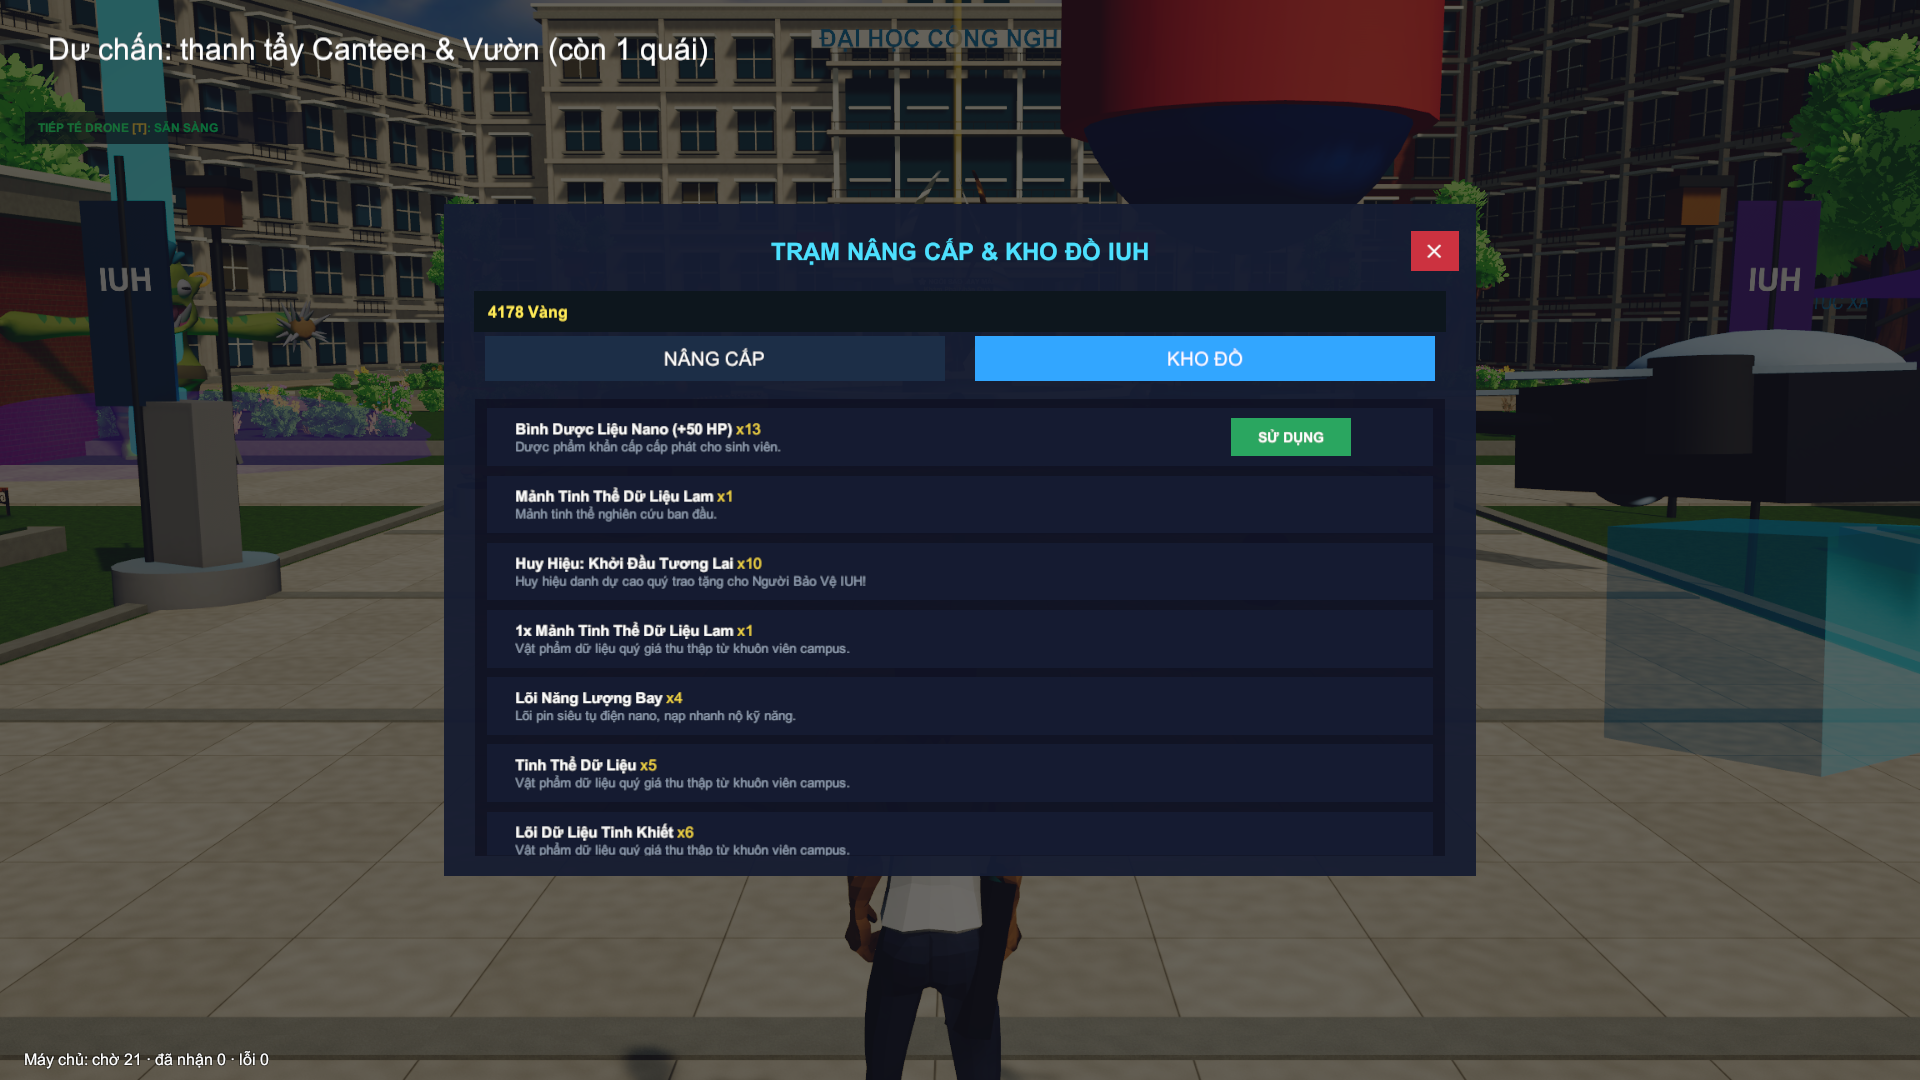 Dư chấn: thanh tẩy Canteen & Vườn (còn 1 quái)
ĐẠI HỌC CÔNG NGH
TIẾP TẾ DRONE [T]: SẴN SÀNG
IUH
IUH
TRẠM NÂNG CẤP & KHO ĐỒ IUH
4178 Vàng
NÂNG CẤP
KHO ĐỒ
Bình Dược Liệu Nano (+50 HP) x13
Dược phẩm khẩn cấp cấp phát cho sinh viên.
SỬ DỤNG
Mảnh Tinh Thể Dữ Liệu Lam x1
Mảnh tinh thể nghiên cứu ban đầu.
Huy Hiệu: Khởi Đầu Tương Lai x10
Huy hiệu danh dự cao quý trao tặng cho Người Bảo Vệ IUH!
1x Mảnh Tinh Thể Dữ Liệu Lam x1
Vật phẩm dữ liệu quý giá thu thập từ khuôn viên campus.
Lõi Năng Lượng Bay x4
Lõi pin siêu tụ điện nano, nạp nhanh nộ kỹ năng.
Tinh Thể Dữ Liệu x5
Vật phẩm dữ liệu quý giá thu thập từ khuôn viên campus.
Lõi Dữ Liệu Tinh Khiết x6
Vật phẩm dữ liệu quý giá thu thập từ khuôn viên campus.
Máy chủ: chờ 21 · đã nhận 0 · lỗi 0